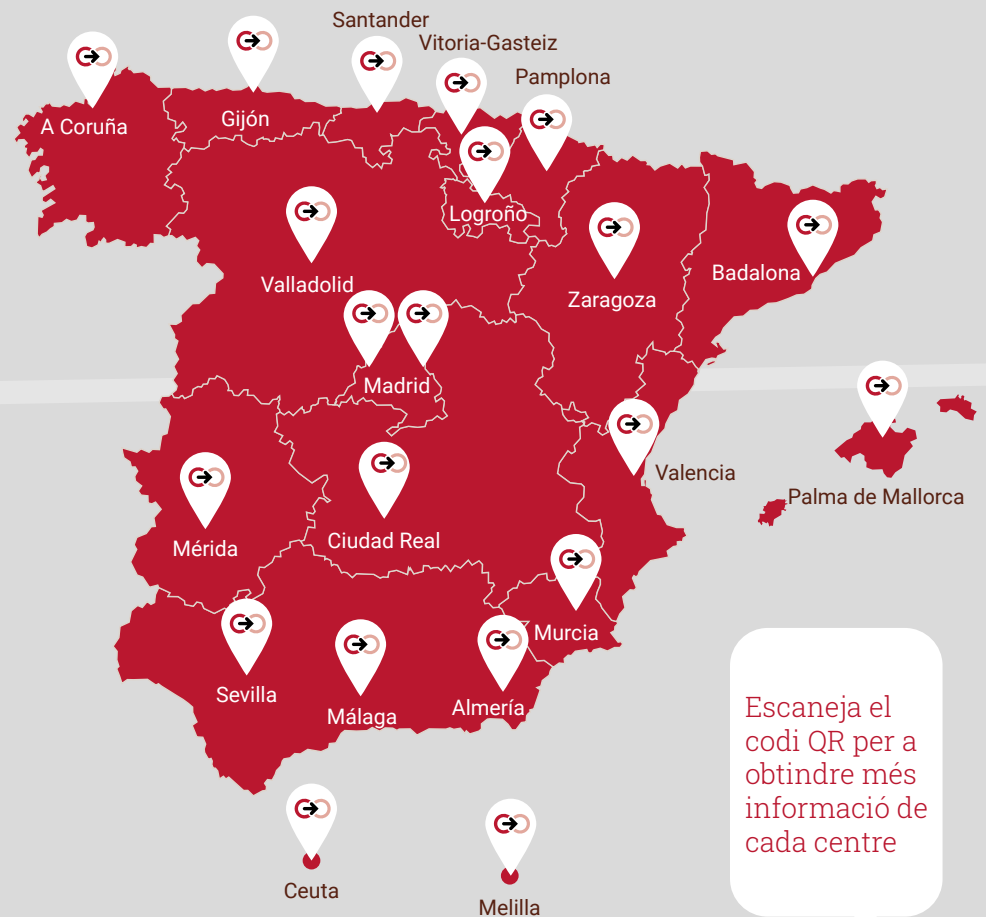 Santander
Vitoria-Gasteiz
Pamplona
A Coruña
Gijón
Logroño
Valladolid
Zaragoza
Badalona
Madrid
Valencia
Palma de Mallorca
Mérida
Ciudad Real
Murcia
Sevilla
Málaga
Almería
Ceuta
Melilla
Escaneja el
codi QR per a
obtindre més
informació de
cada centre